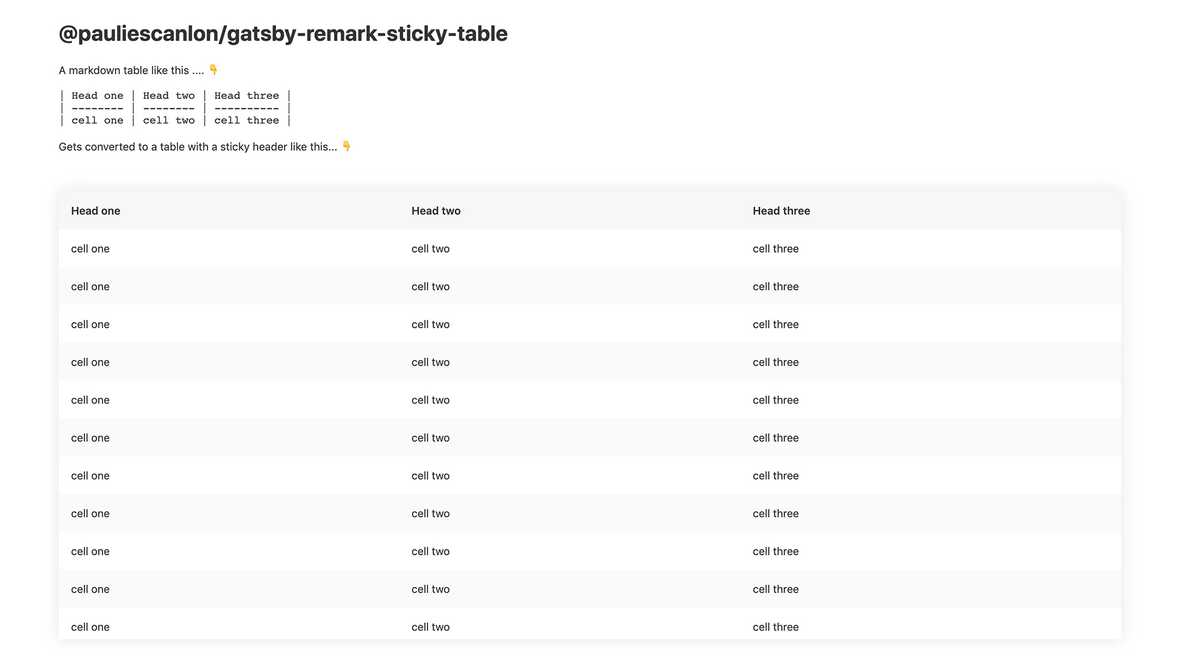 @pauliescanlon/gatsby-remark-sticky-table
A markdown table like this .... 👇
| Head one | Head two | Head three |
| -------- | -------- | ---------- |
| cell one | cell two | cell three |
Gets converted to a table with a sticky header like this... 👇
Head one Head two Head three
cell one cell two cell three
cell one cell two cell three
cell one cell two cell three
cell one cell two cell three
cell one cell two cell three
cell one cell two cell three
cell one cell two cell three
cell one cell two cell three
cell one cell two cell three
cell one cell two cell three
cell one cell two cell three